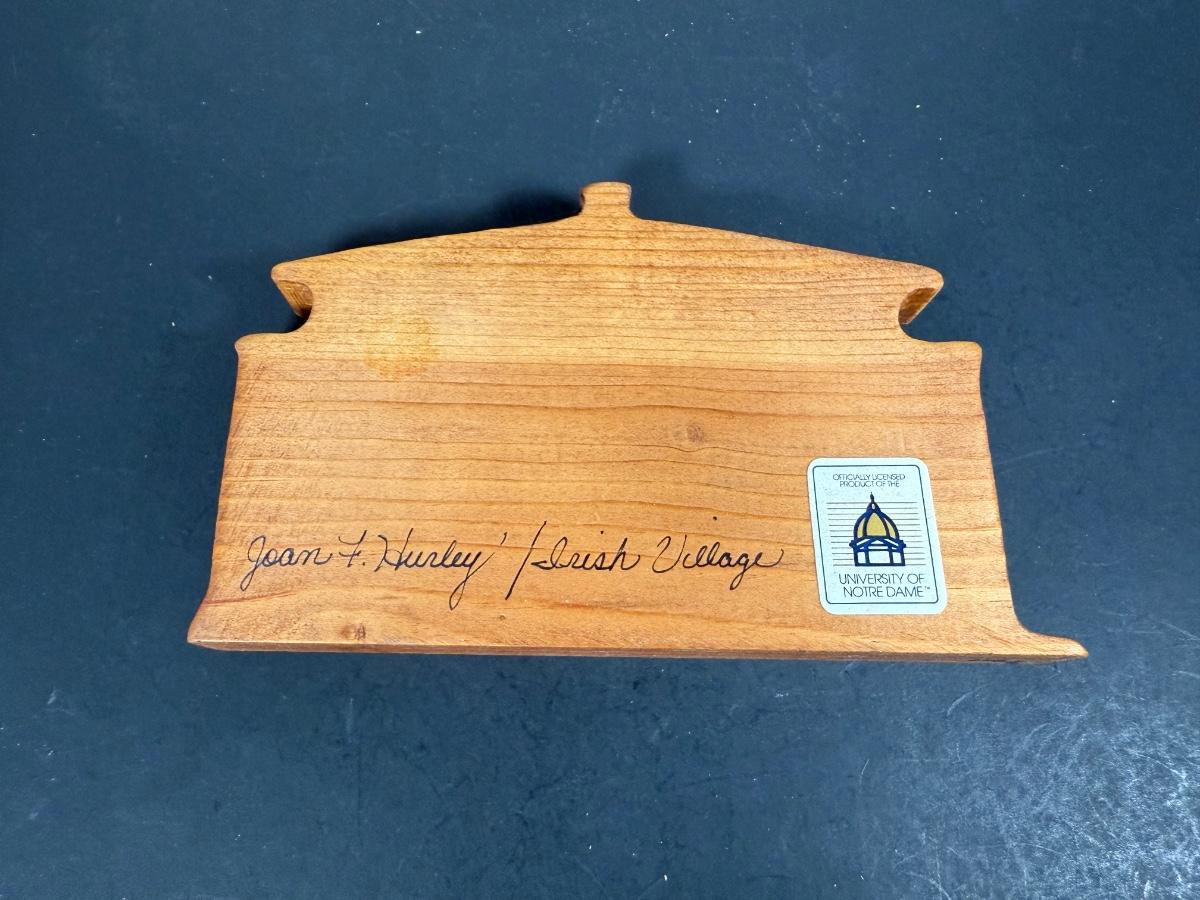 Joan F. Hurley' / Irish Village
OFFICIALLY LICENSED
PRODUCT OF THE
UNIVERSITY OF
NOTRE DAME™